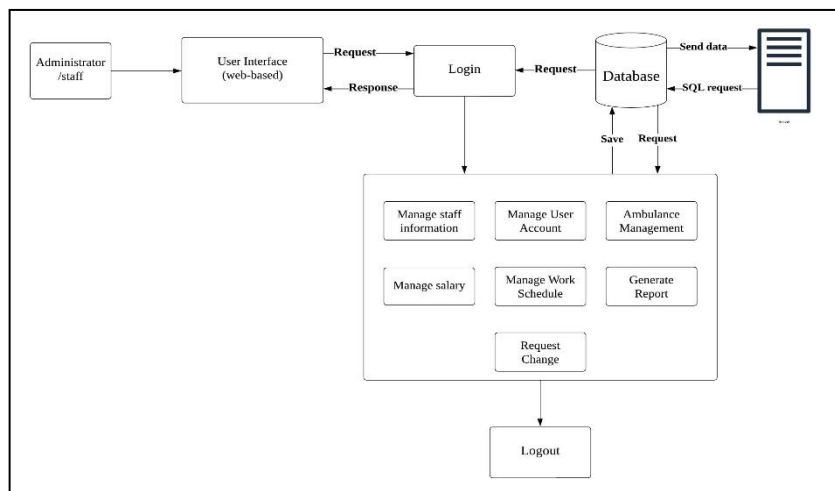 Administrator
/staff
User Interface
(web-based)
Request
Response
Login
Request
Database
Send data
SQL request
Save
Request
Manage staff
information
Manage User
Account
Ambulance
Management
Manage salary
Manage Work
Schedule
Generate
Report
Request
Change
Logout